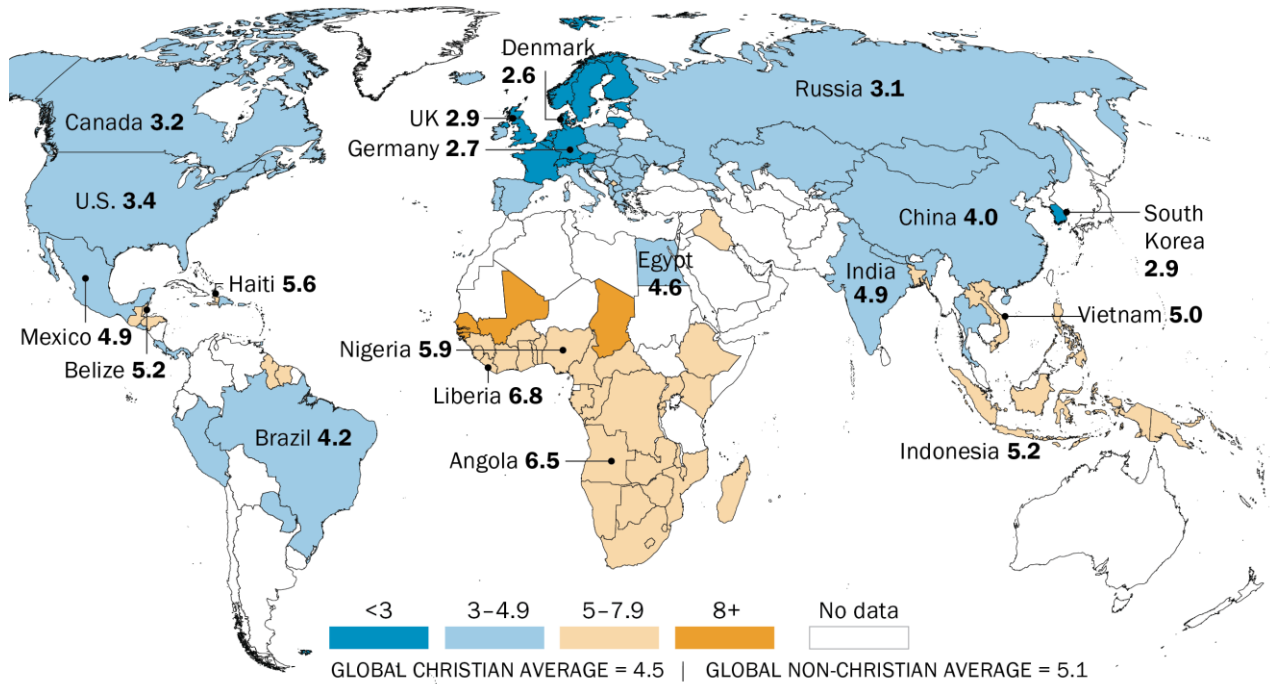 Denmark
2.6
Russia 3.1
Canada 3.2
UK 2.9
Germany 2.7
U.S. 3.4
China 4.0
South
Korea
2.9
Egypt
4.6
India
4.9
Haiti 5.6
Mexico 4.9
Belize 5.2
Vietnam 5.0
Nigeria 5.9
Liberia 6.8
Brazil 4.2
Angola 6.5
Indonesia 5.2
<3 3–4.9 5–7.9 8+ No data
GLOBAL CHRISTIAN AVERAGE = 4.5 | GLOBAL NON-CHRISTIAN AVERAGE = 5.1